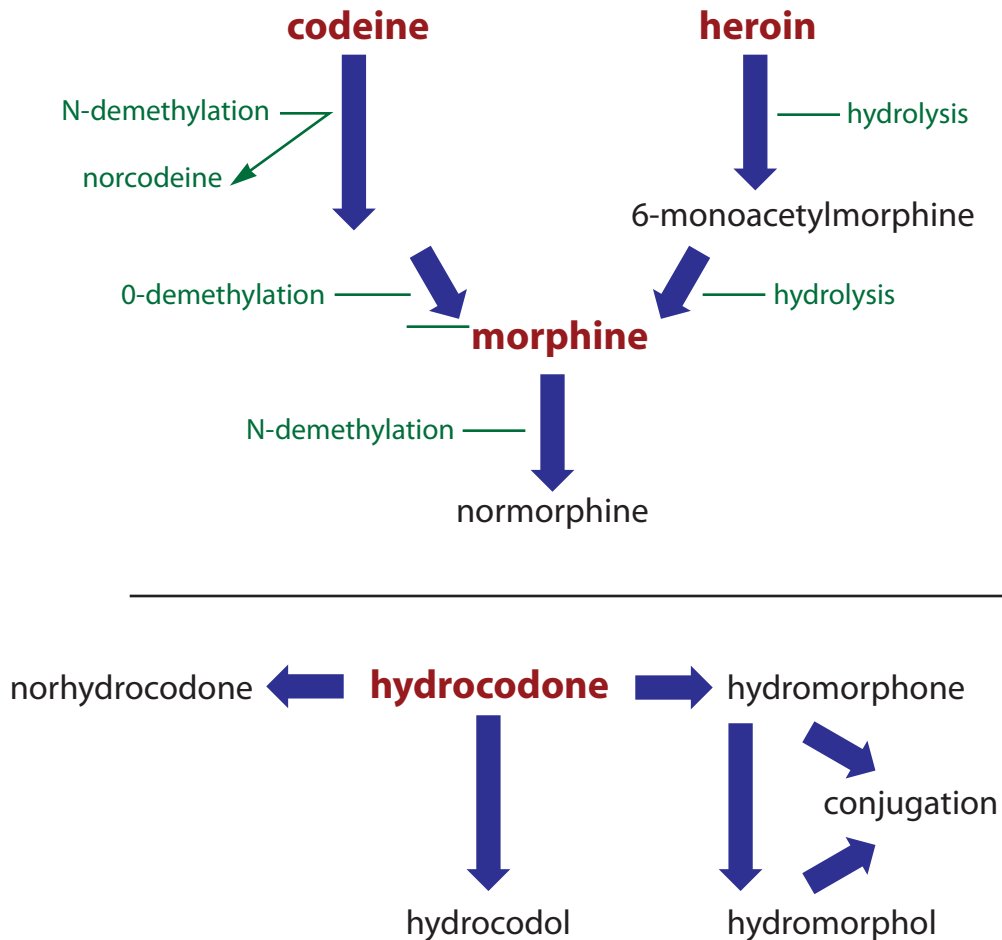 codeine
heroin
N-demethylation
hydrolysis
norcodeine
6-monoacetylmorphine
0-demethylation
hydrolysis
morphine
N-demethylation
normorphine
norhydrocodone
hydrocodone
hydromorphone
conjugation
hydrocodol
hydromorphol